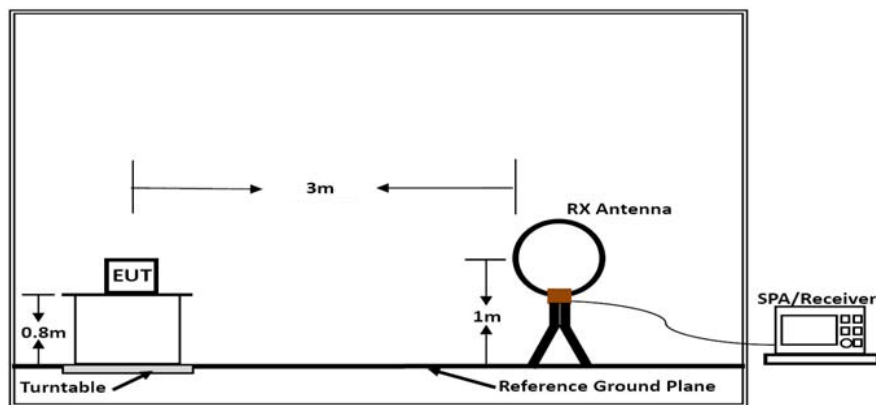 3m
RX Antenna
EUT
SPA/Receiver
0.8m
1m
Turntable
Reference Ground Plane